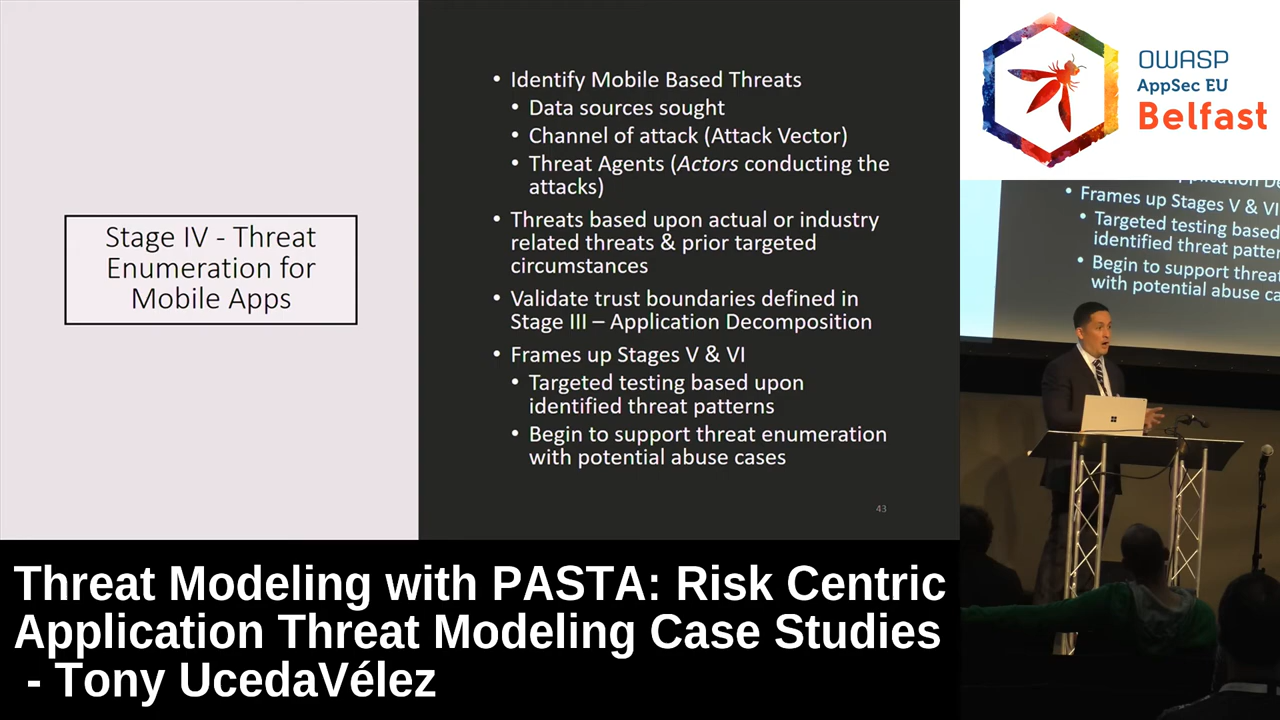 Stage IV - Threat
Enumeration for
Mobile Apps
• Identify Mobile Based Threats
• Data sources sought
• Channel of attack (Attack Vector)
• Threat Agents (Actors conducting the
attacks)
• Threats based upon actual or industry
related threats & prior targeted
circumstances
• Validate trust boundaries defined in
Stage III – Application Decomposition
• Frames up Stages V & VI
• Targeted testing based upon
identified threat patterns
• Begin to support threat enumeration
with potential abuse cases
43
OWASP
AppSec EU
Belfast
• Frames up Stages V & VI
• Targeted testing based
identified threat patter
• Begin to support threat
with potential abuse ca
Threat Modeling with PASTA: Risk Centric
Application Threat Modeling Case Studies
- Tony UcedaVélez